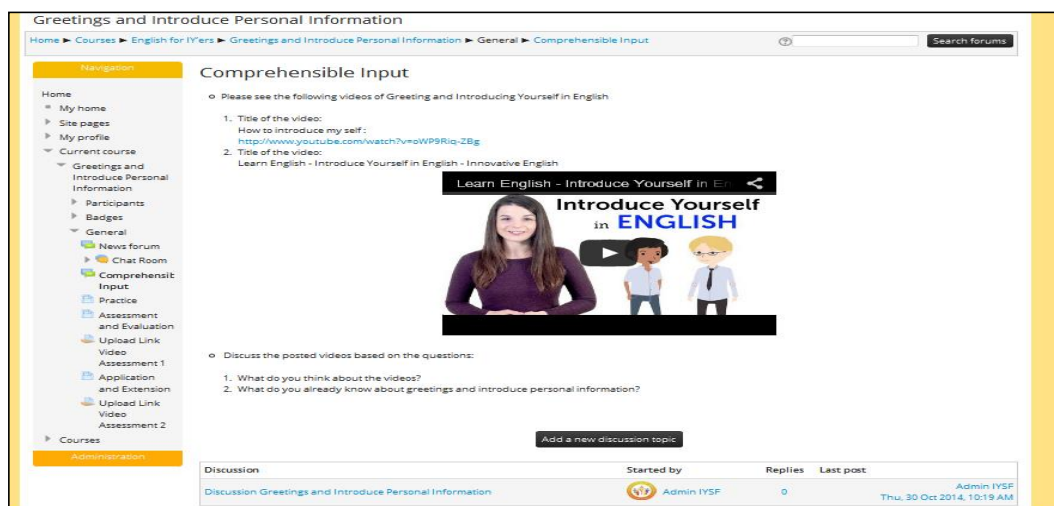 Greetings and Introduce Personal Information
Home ► Courses ► English for IY'ers ► Greetings and Introduce Personal Information ► General ► Comprehensible Input
Search forums
Navigation
Home
My home
Site pages
My profile
Current course
Greetings and
Introduce Personal
Information
Participants
Badges
General
News forum
Chat Room
Comprehensib
Input
Practice
Assessment
and Evaluation
Upload Link
Video
Assessment 1
Application
and Extension
Upload Link
Video
Assessment 2
Courses
Administration
Comprehensible Input
Please see the following videos of Greeting and Introducing Yourself in English
1. Title of the video:
How to introduce my self :
http://www.youtube.com/watch?v=oWP9Riq-ZBg
2. Title of the video:
Learn English - Introduce Yourself in English - Innovative English
Learn English - Introduce Yourself in En
Introduce Yourself
in ENGLISH
Discuss the posted videos based on the questions:
1. What do you think about the videos?
2. What do you already know about greetings and introduce personal information?
Add a new discussion topic
Discussion Started by Replies Last post
Discussion Greetings and Introduce Personal Information Admin IYSF 0 Admin IYSF
Thu, 30 Oct 2014, 10:19 AM